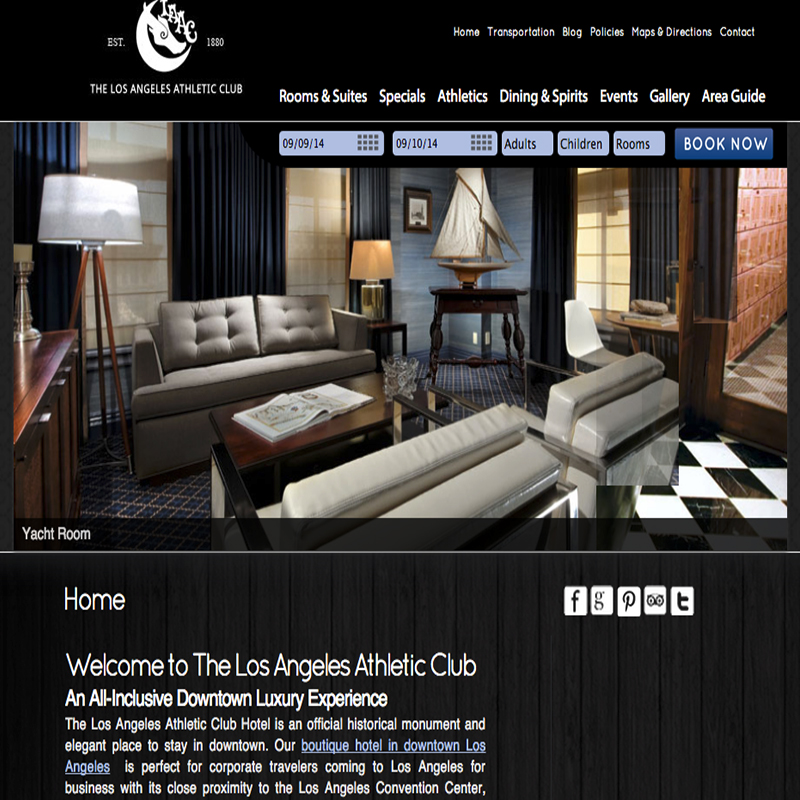 LAAC
EST. 1880
THE LOS ANGELES ATHLETIC CLUB
Home Transportation Blog Policies Maps & Directions Contact
Rooms & Suites Specials Athletics Dining & Spirits Events Gallery Area Guide
09/09/14 09/10/14 Adults Children Rooms BOOK NOW
Yacht Room
Home
Welcome to The Los Angeles Athletic Club
An All-Inclusive Downtown Luxury Experience
The Los Angeles Athletic Club Hotel is an official historical monument and
elegant place to stay in downtown. Our boutique hotel in downtown Los
Angeles is perfect for corporate travelers coming to Los Angeles for
business with its close proximity to the Los Angeles Convention Center,